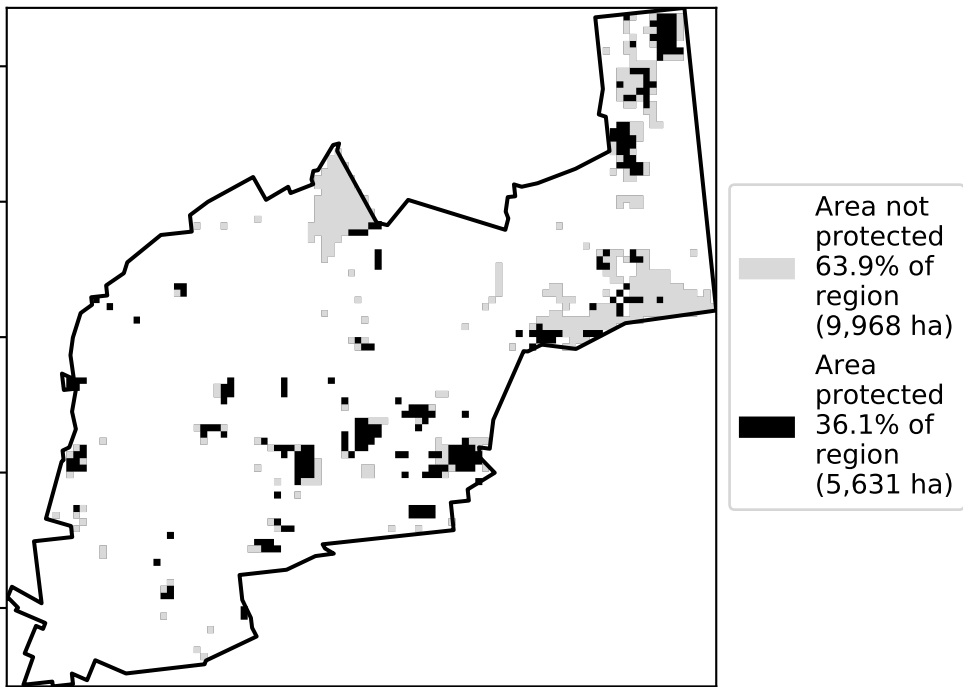 Area not
protected
63.9% of
region
(9,968 ha)
Area
protected
36.1% of
region
(5,631 ha)